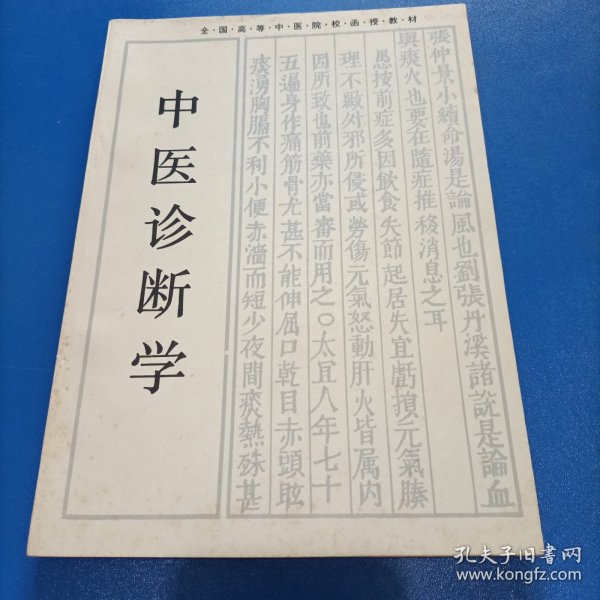 全·国·高·等·中·医·院·校·函·授·教·材
中医诊断学
張仲景小續命湯是論風也劉張丹溪諸説是論血
與痰火也要在隨症推移消息之耳
愚按前症多因飲食失節起居失宜虧損元氣腠
理不緻外邪所侵或勞傷元氣怒動肝火皆属内
因所致也前藥亦當審而用之〇太宜人年七十
五遍身作痛筋骨尤甚不能伸屈口乾目赤頭眩
痰湧胸膈不利小便赤澀而短少夜間痰熱殊甚
孔夫子旧书网
www.kongfz.com